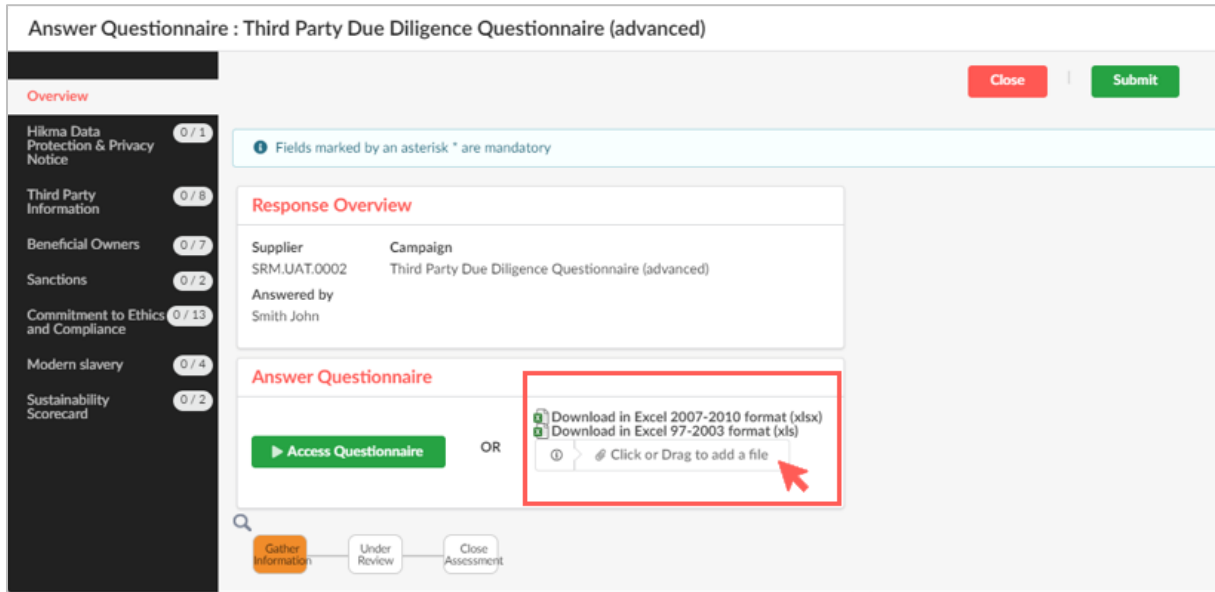 Answer Questionnaire : Third Party Due Diligence Questionnaire (advanced)
Close
Submit
Overview
Hikma Data
Protection & Privacy
Notice
0 / 1
Third Party
Information
0 / 8
Beneficial Owners
0 / 7
Sanctions
0 / 2
Commitment to Ethics
and Compliance
0 / 13
Modern slavery
0 / 4
Sustainability
Scorecard
0 / 2
Fields marked by an asterisk * are mandatory
Response Overview
Supplier
SRM.UAT.0002
Campaign
Third Party Due Diligence Questionnaire (advanced)
Answered by
Smith John
Answer Questionnaire
Access Questionnaire
OR
Download in Excel 2007-2010 format (xlsx)
Download in Excel 97-2003 format (xls)
Click or Drag to add a file
Gather
Information
Under
Review
Close
Assessment